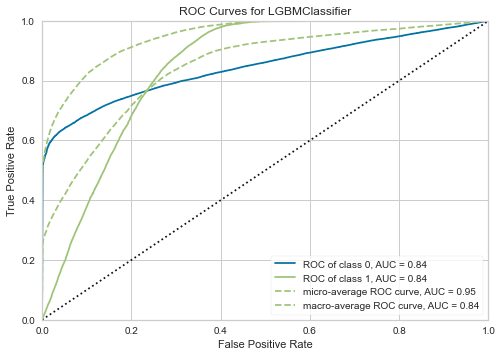 ROC Curves for LGBMClassifier
1.0
0.8
0.6
0.4
0.2
0.0
True Positive Rate
ROC of class 0, AUC = 0.84
ROC of class 1, AUC = 0.84
micro-average ROC curve, AUC = 0.95
macro-average ROC curve, AUC = 0.84
0.0 0.2 0.4 0.6 0.8 1.0
False Positive Rate